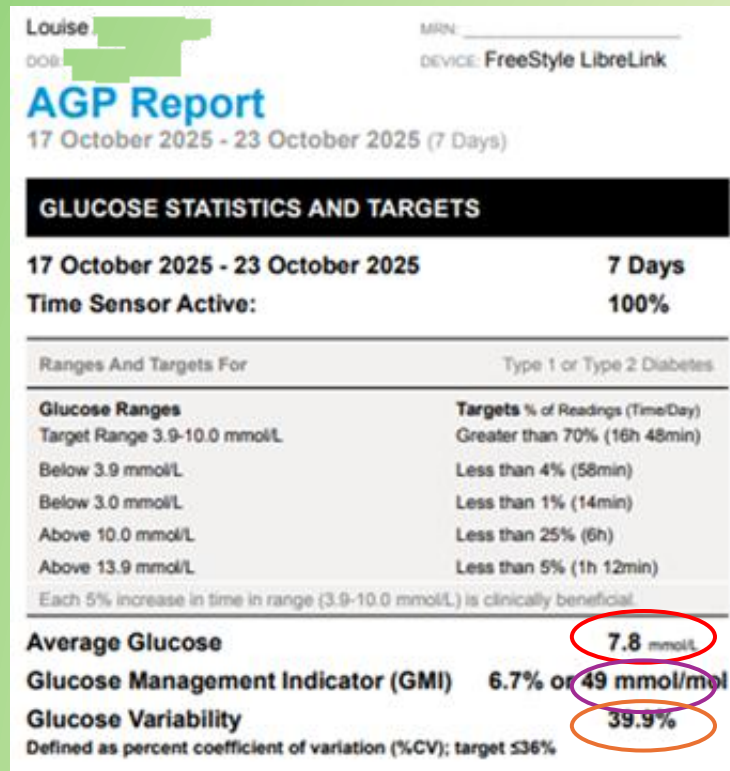 Louise
MRN:
DOB:
DEVICE: FreeStyle LibreLink
AGP Report
17 October 2025 - 23 October 2025 (7 Days)
GLUCOSE STATISTICS AND TARGETS
17 October 2025 - 23 October 2025 7 Days
Time Sensor Active: 100%
Ranges And Targets For Type 1 or Type 2 Diabetes
Glucose Ranges Targets % of Readings (Time/Day)
Target Range 3.9-10.0 mmol/L Greater than 70% (16h 48min)
Below 3.9 mmol/L Less than 4% (58min)
Below 3.0 mmol/L Less than 1% (14min)
Above 10.0 mmol/L Less than 25% (6h)
Above 13.9 mmol/L Less than 5% (1h 12min)
Each 5% increase in time in range (3.9-10.0 mmol/L) is clinically beneficial.
Average Glucose 7.8 mmol/L
Glucose Management Indicator (GMI) 6.7% or 49 mmol/mol
Glucose Variability 39.9%
Defined as percent coefficient of variation (%CV); target ≤36%